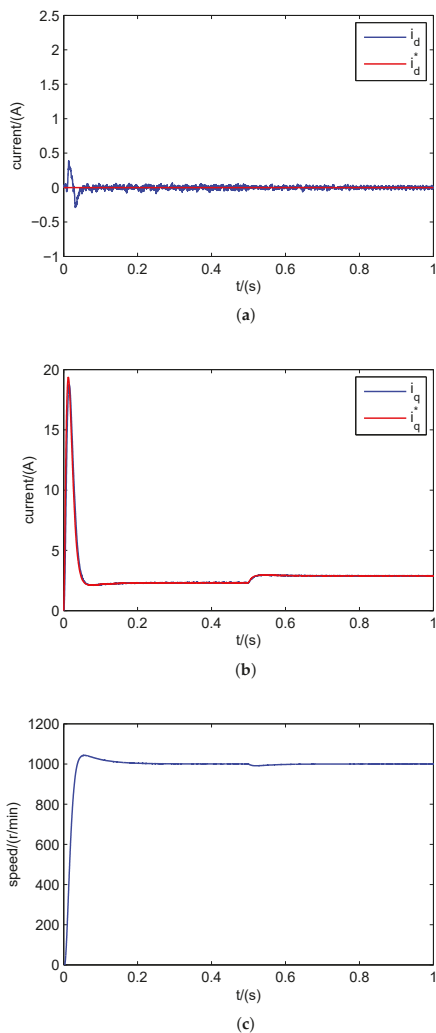 2.5
2
1.5
1
0.5
0
−0.5
−1
current/(A)
i_d
i_d^*
0 0.2 0.4 0.6 0.8 1
t/(s)
(a)
20
15
10
5
0
current/(A)
i_q
i_q^*
0 0.2 0.4 0.6 0.8 1
t/(s)
(b)
1200
1000
800
600
400
200
0
speed/(r/min)
0 0.2 0.4 0.6 0.8 1
t/(s)
(c)